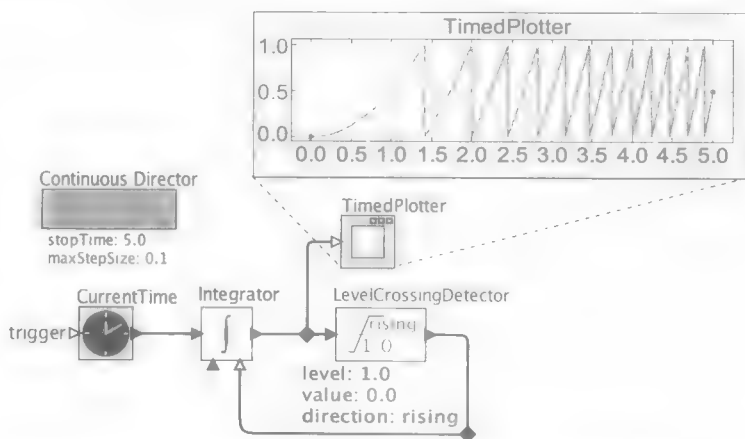 TimedPlotter
1.0
0.5
0.0
0.0 0.5 1.0 1.5 2.0 2.5 3.0 3.5 4.0 4.5 5.0
Continuous Director
stopTime: 5.0
maxStepSize: 0.1
TimedPlotter
CurrentTime
Integrator
LevelCrossingDetector
trigger
∫
rising
1 0
level: 1.0
value: 0.0
direction: rising